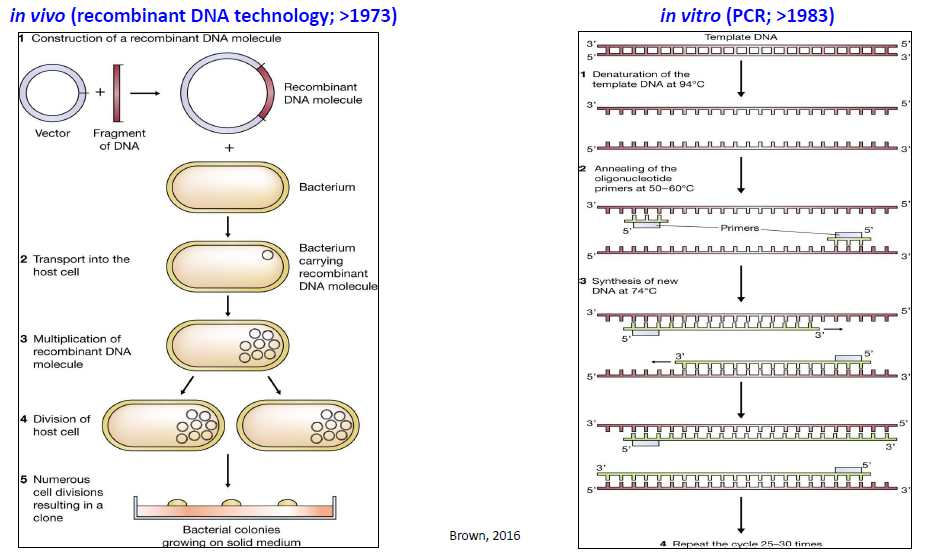 in vivo (recombinant DNA technology; >1973)
1 Construction of a recombinant DNA molecule
+
Recombinant
DNA molecule
Vector
Fragment
of DNA
+
Bacterium
2 Transport into the
host cell
Bacterium
carrying
recombinant
DNA molecule
3 Multiplication of
recombinant DNA
molecule
4 Division of
host cell
5 Numerous
cell divisions
resulting in a
clone
Bacterial colonies
growing on solid medium
Brown, 2016
in vitro (PCR; >1983)
Template DNA
3' 5'
5' 3'
1 Denaturation of the
template DNA at 94°C
3' 5'
5' 3'
2 Annealing of the
oligonucleotide
primers at 50–60°C
3' 5'
5' Primers 5'
5' 3'
3 Synthesis of new
DNA at 74°C
3' 5'
5' 3'
3' 5'
5' 3'
3' 5'
5' 3'
3' 5'
5' 3'
4 Repeat the cycle 25–30 times